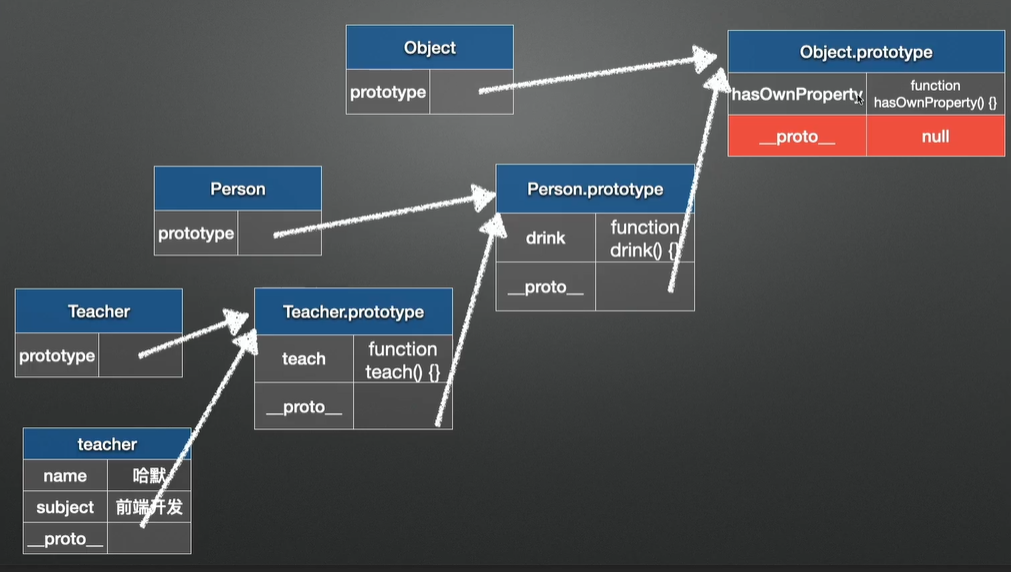 Object
prototype
Object.prototype
hasOwnProperty
function
hasOwnProperty() {}
__proto__
null
Person
prototype
Person.prototype
drink
function
drink() {}
__proto__
Teacher
prototype
Teacher.prototype
teach
function
teach() {}
__proto__
teacher
name
哈默
subject
前端开发
__proto__